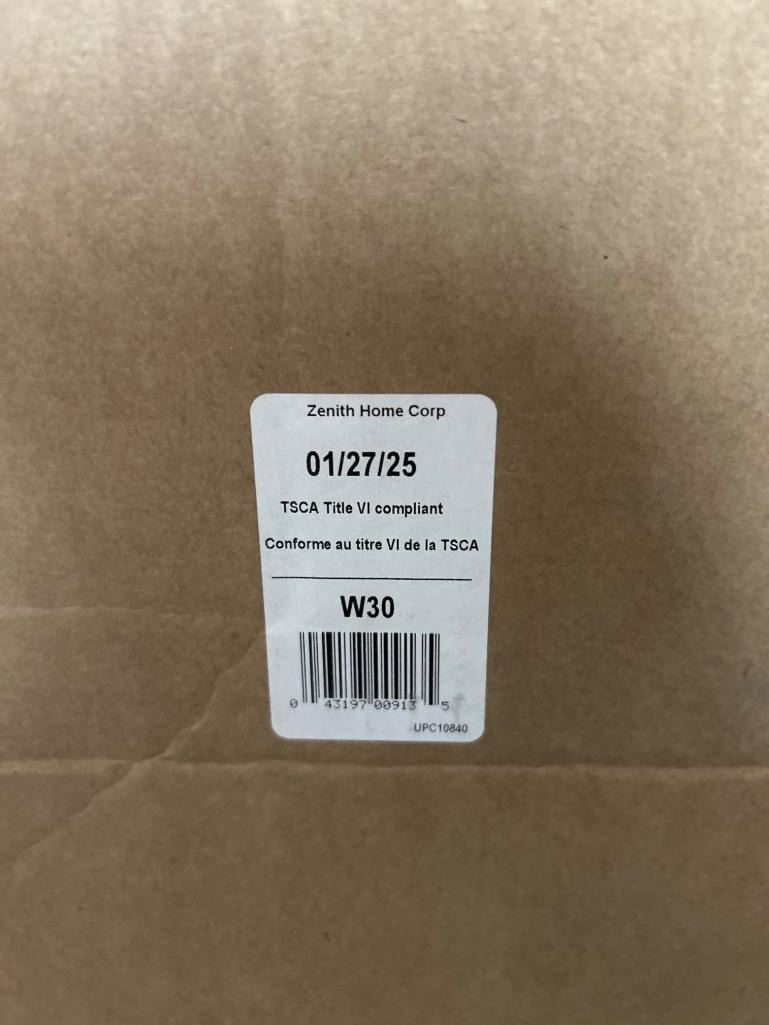 Zenith Home Corp
01/27/25
TSCA Title VI compliant
Conforme au titre VI de la TSCA
W30
0 43197 00913 5
UPC10840